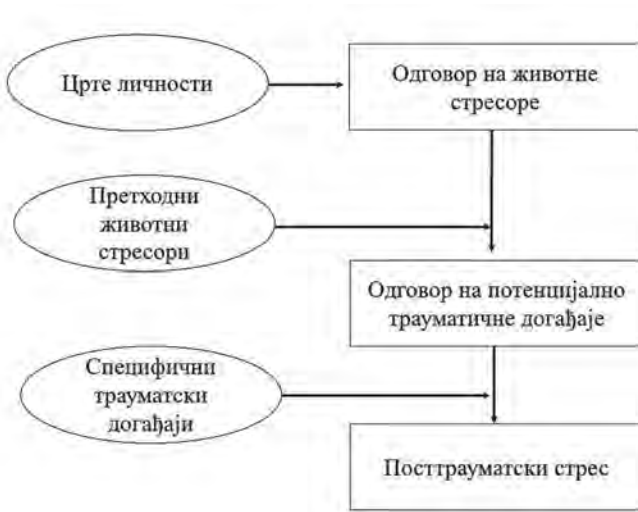 Црте личности
Одговор на животне
стресоре
Претходни
животни
стресори
Одговор на потенцијално
трауматичне догађаје
Специфични
трауматски
догађаји
Посттрауматски стрес